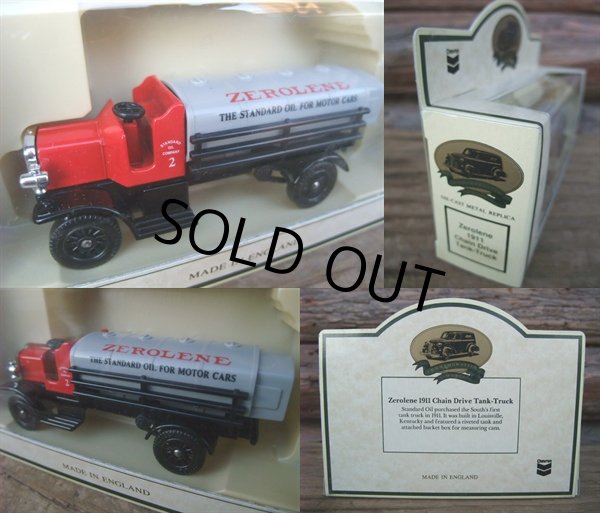 ZEROLENE
THE STANDARD OIL FOR MOTOR CARS
STANDARD
OIL
COMPANY
2
MADE IN ENGLAND
Chevron
DIE-CAST METAL REPLICA
Zerolene
1911
Chain Drive
Tank-Truck
SOLD OUT
ZEROLENE
THE STANDARD OIL FOR MOTOR CARS
2
MADE IN ENGLAND
Zerolene 1911 Chain Drive Tank-Truck
Standard Oil purchased the South's first
tank truck in 1911. It was built in Louisville,
Kentucky and featured a riveted tank and
attached bucket box for measuring cans.
MADE IN ENGLAND
Chevron